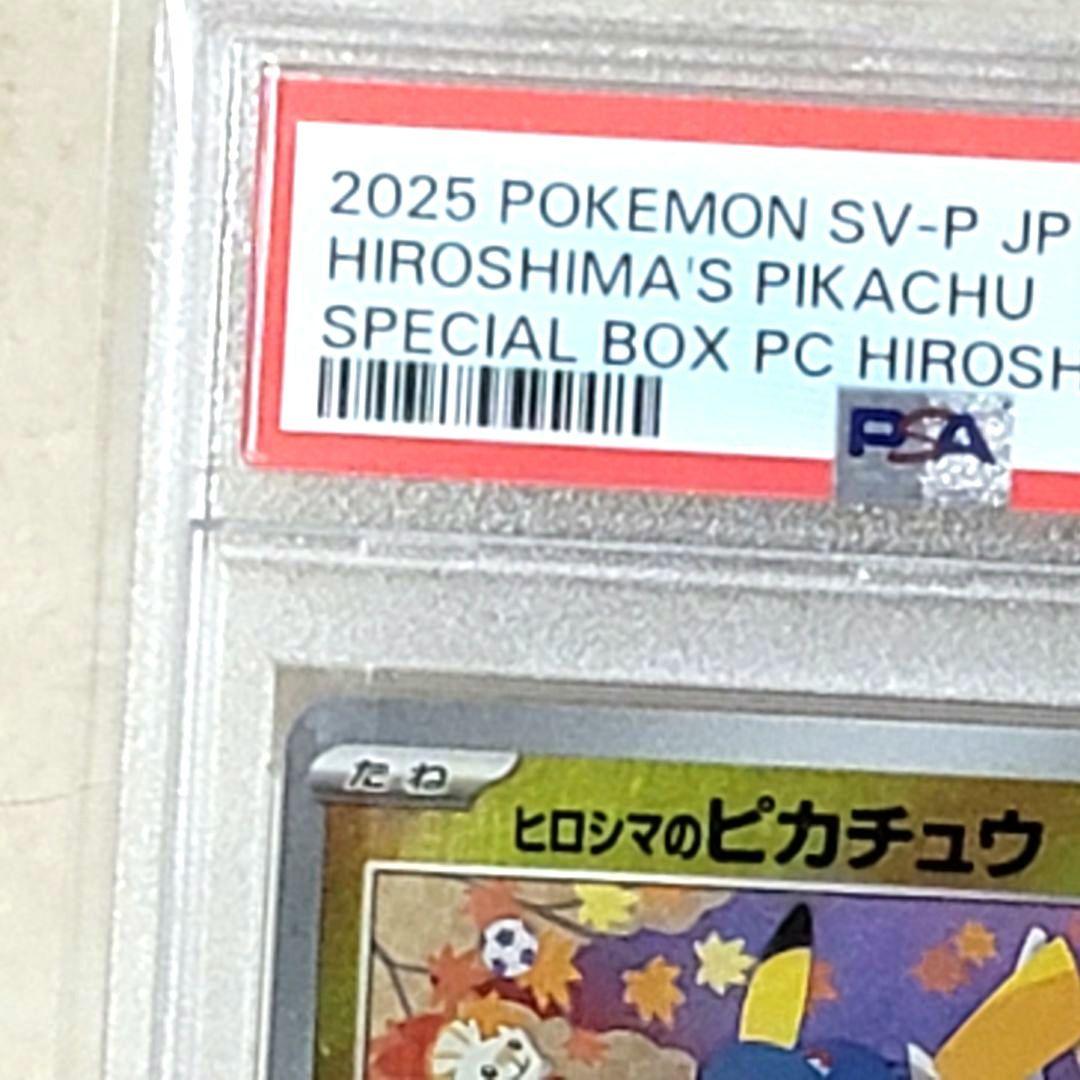 2025 POKEMON SV-P JP
HIROSHIMA'S PIKACHU
SPECIAL BOX PC HIROSH
PSA
たね
ヒロシマのピカチュウ